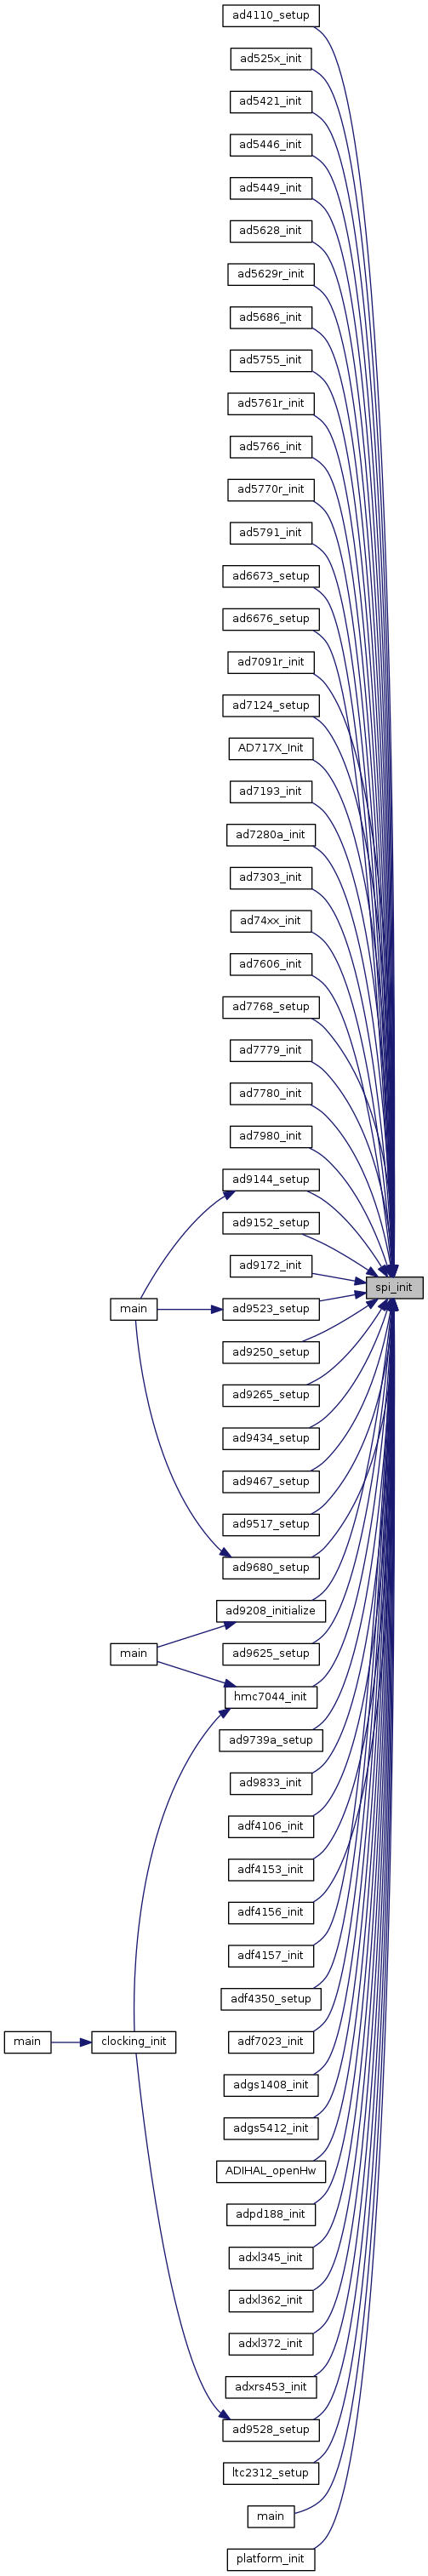 ad4110_setup
ad525x_init
ad5421_init
ad5446_init
ad5449_init
ad5628_init
ad5629r_init
ad5686_init
ad5755_init
ad5761r_init
ad5766_init
ad5770r_init
ad5791_init
ad6673_setup
ad6676_setup
ad7091r_init
ad7124_setup
AD717X_Init
ad7193_init
ad7280a_init
ad7303_init
ad74xx_init
ad7606_init
ad7768_setup
ad7779_init
ad7780_init
ad7980_init
ad9144_setup
ad9152_setup
ad9172_init
spi_init
main
ad9523_setup
ad9250_setup
ad9265_setup
ad9434_setup
ad9467_setup
ad9517_setup
ad9680_setup
ad9208_initialize
main
ad9625_setup
hmc7044_init
ad9739a_setup
ad9833_init
adf4106_init
adf4153_init
adf4156_init
adf4157_init
adf4350_setup
main
clocking_init
adf7023_init
adgs1408_init
adgs5412_init
ADIHAL_openHw
adpd188_init
adxl345_init
adxl362_init
adxl372_init
adxrs453_init
ad9528_setup
ltc2312_setup
main
platform_init